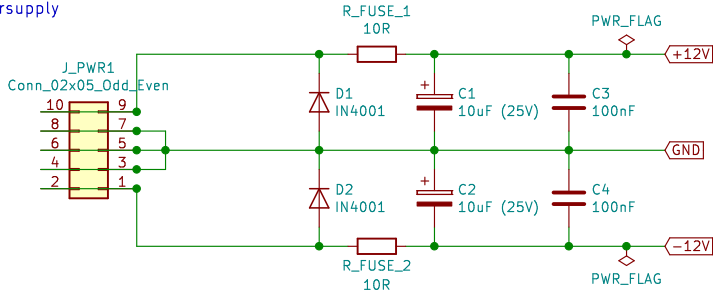 rsupply
R_FUSE_1
10R
PWR_FLAG
+12V
J_PWR1
Conn_02x05_Odd_Even
10 9
8 7
6 5
4 3
2 1
D1
IN4001
+
C1
10uF (25V)
C3
100nF
GND
D2
IN4001
+
C2
10uF (25V)
C4
100nF
-12V
R_FUSE_2
10R
PWR_FLAG